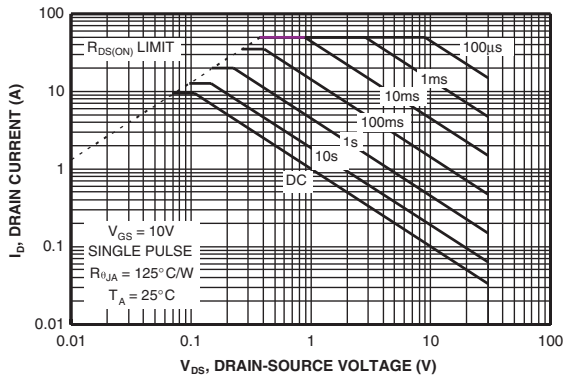 100
R_DS(ON) LIMIT
100µs
10
1ms
10ms
100ms
1s
1
10s
DC
V_GS = 10V
SINGLE PULSE
R_θJA = 125°C/W
T_A = 25°C
0.1
0.01
0.01
0.1
1
10
100
I_D, DRAIN CURRENT (A)
V_DS, DRAIN-SOURCE VOLTAGE (V)